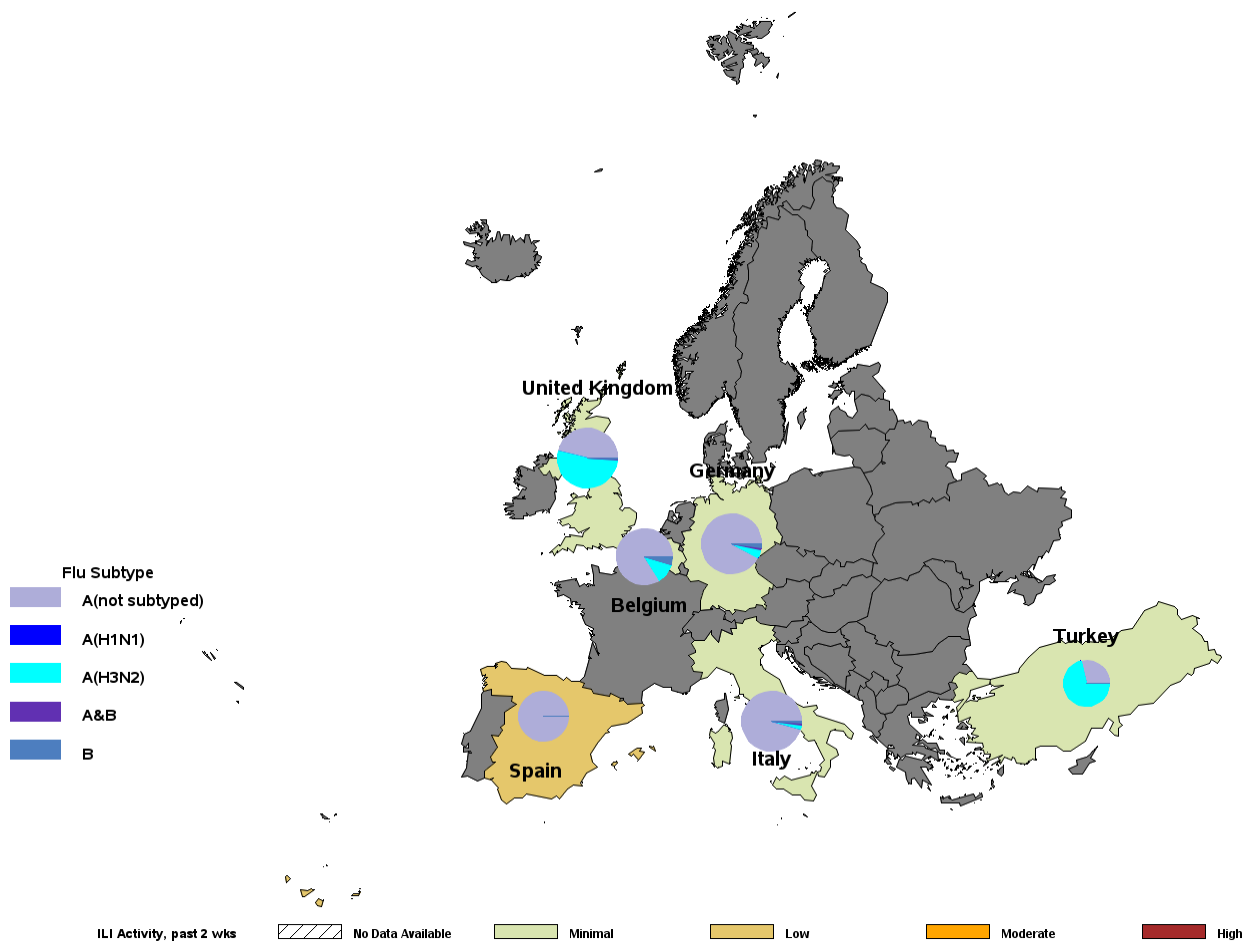 United Kingdom
Germany
Belgium
Flu Subtype
A(not subtyped)
A(H1N1)
A(H3N2)
A&B
B
Turkey
Italy
Spain
ILI Activity, past 2 wks No Data Available Minimal Low Moderate High